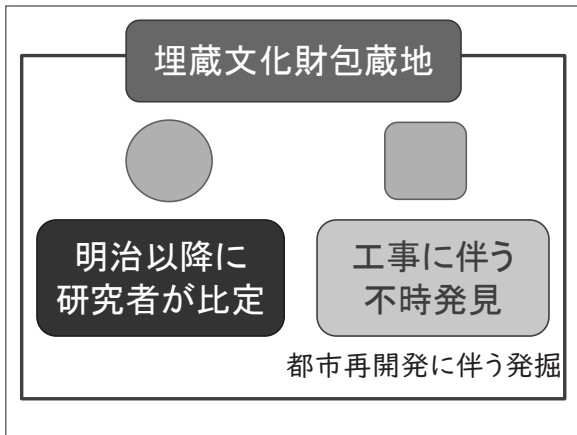 埋蔵文化財包蔵地
明治以降に
研究者が比定
工事に伴う
不時発見
都市再開発に伴う発掘